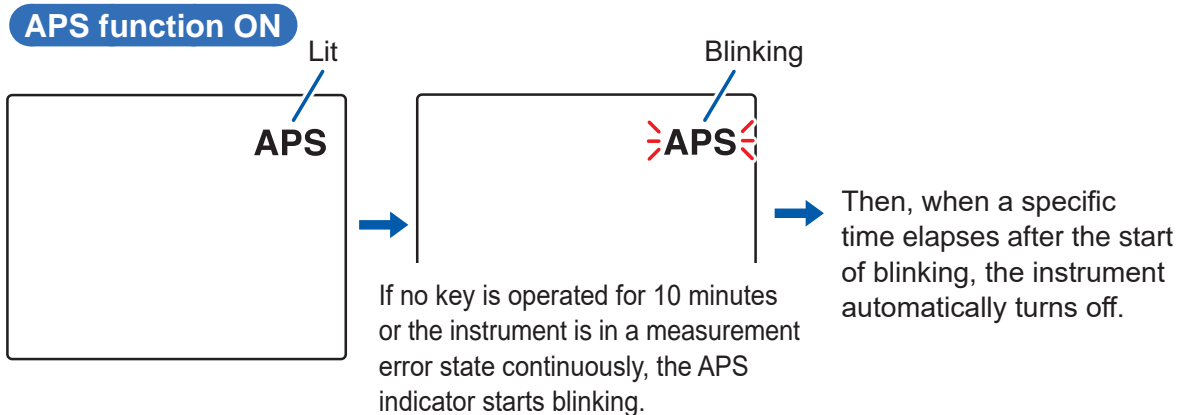 APS function ON
Lit
APS
Blinking
APS
If no key is operated for 10 minutes
or the instrument is in a measurement
error state continuously, the APS
indicator starts blinking.
Then, when a specific
time elapses after the start
of blinking, the instrument
automatically turns off.